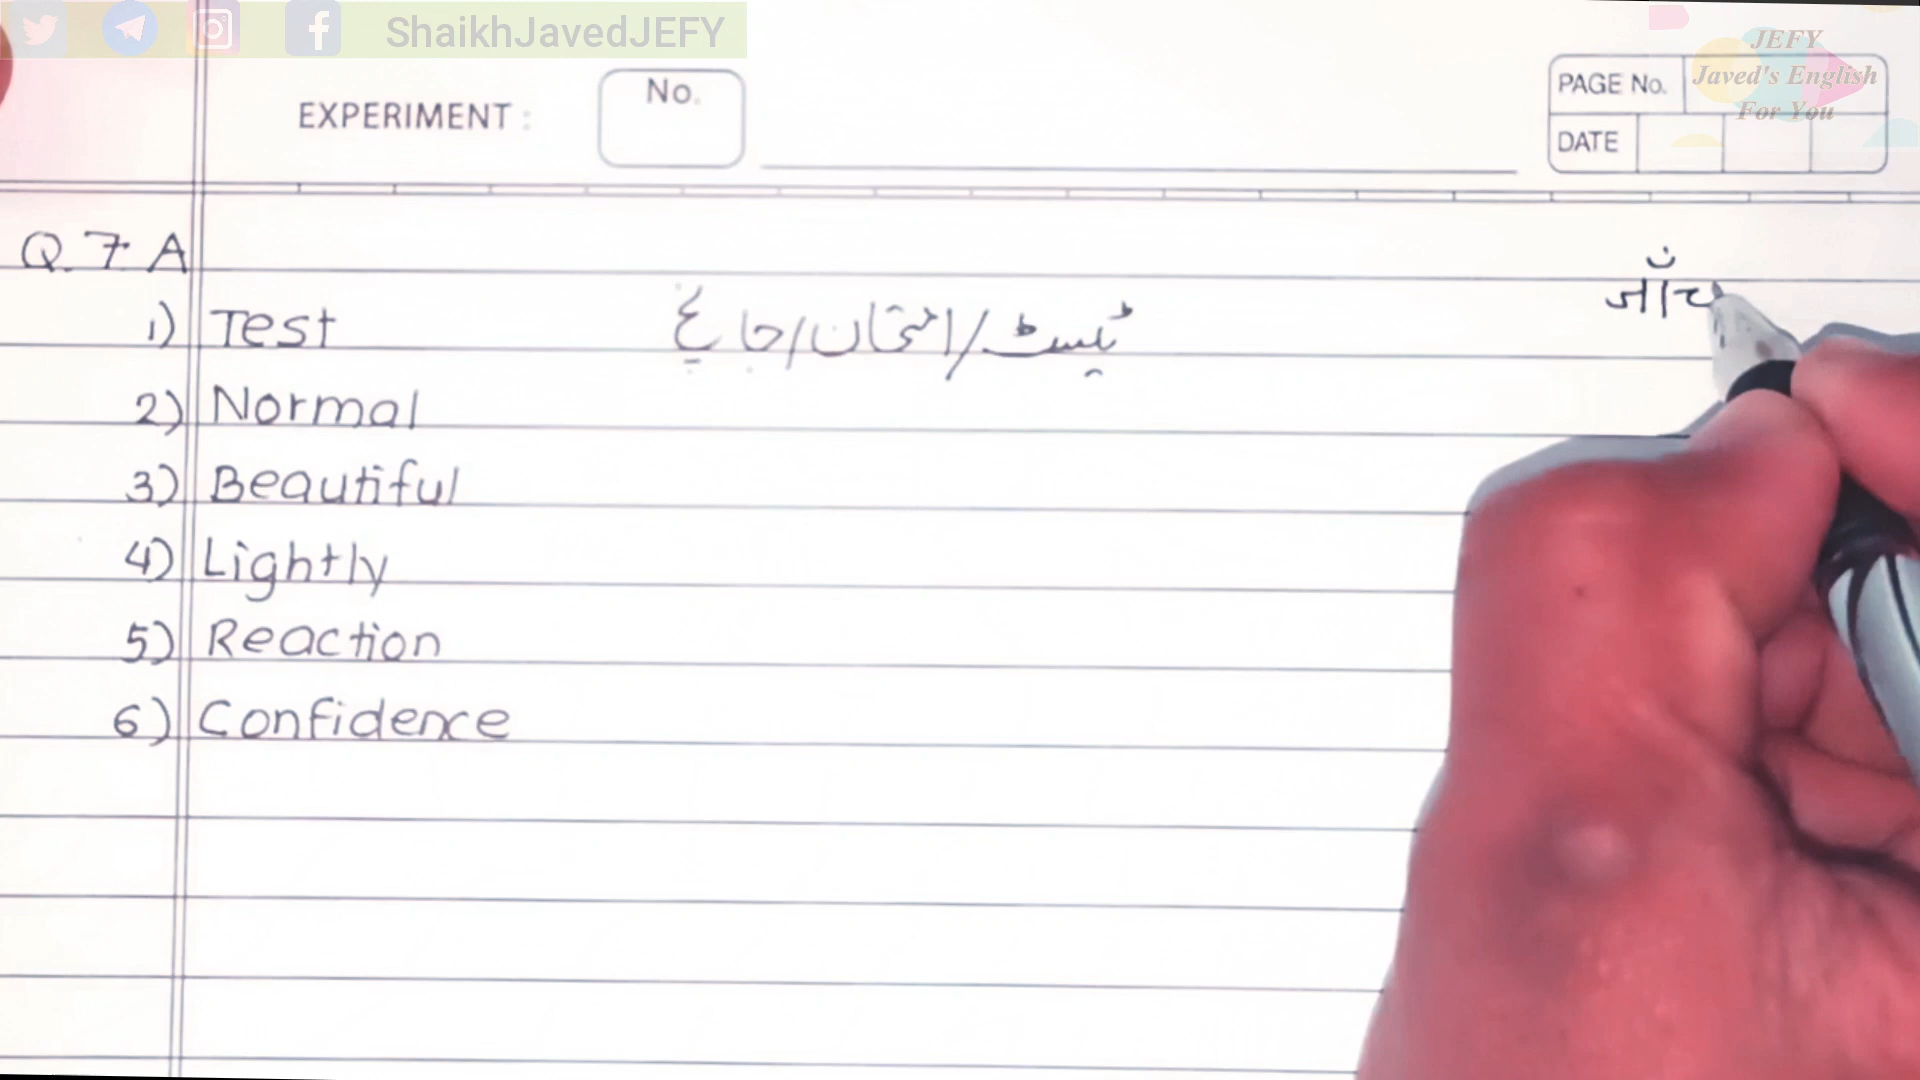 ShaikhJavedJEFY
JEFY
Javed's English
For You
EXPERIMENT :
No.
PAGE No.
DATE
Q. 7 A
1) Test ٹیسٹ/امتحان/جانچ जाँच
2) Normal
3) Beautiful
4) Lightly
5) Reaction
6) Confidence